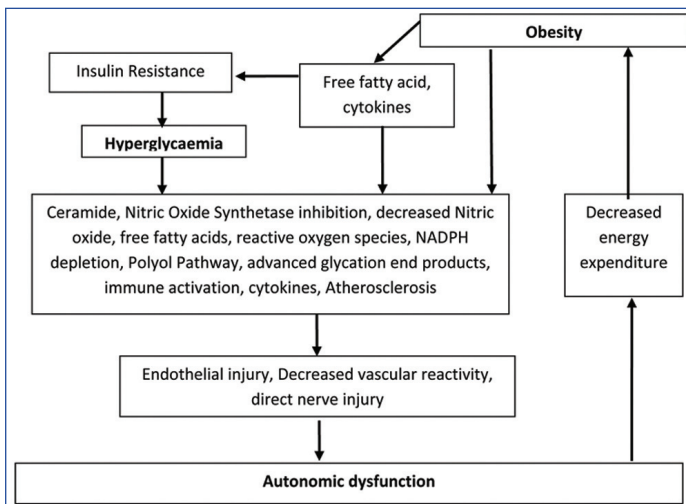 Obesity
Insulin Resistance
Free fatty acid,
cytokines
Hyperglycaemia
Ceramide, Nitric Oxide Synthetase inhibition, decreased Nitric
oxide, free fatty acids, reactive oxygen species, NADPH
depletion, Polyol Pathway, advanced glycation end products,
immune activation, cytokines, Atherosclerosis
Decreased
energy
expenditure
Endothelial injury, Decreased vascular reactivity,
direct nerve injury
Autonomic dysfunction